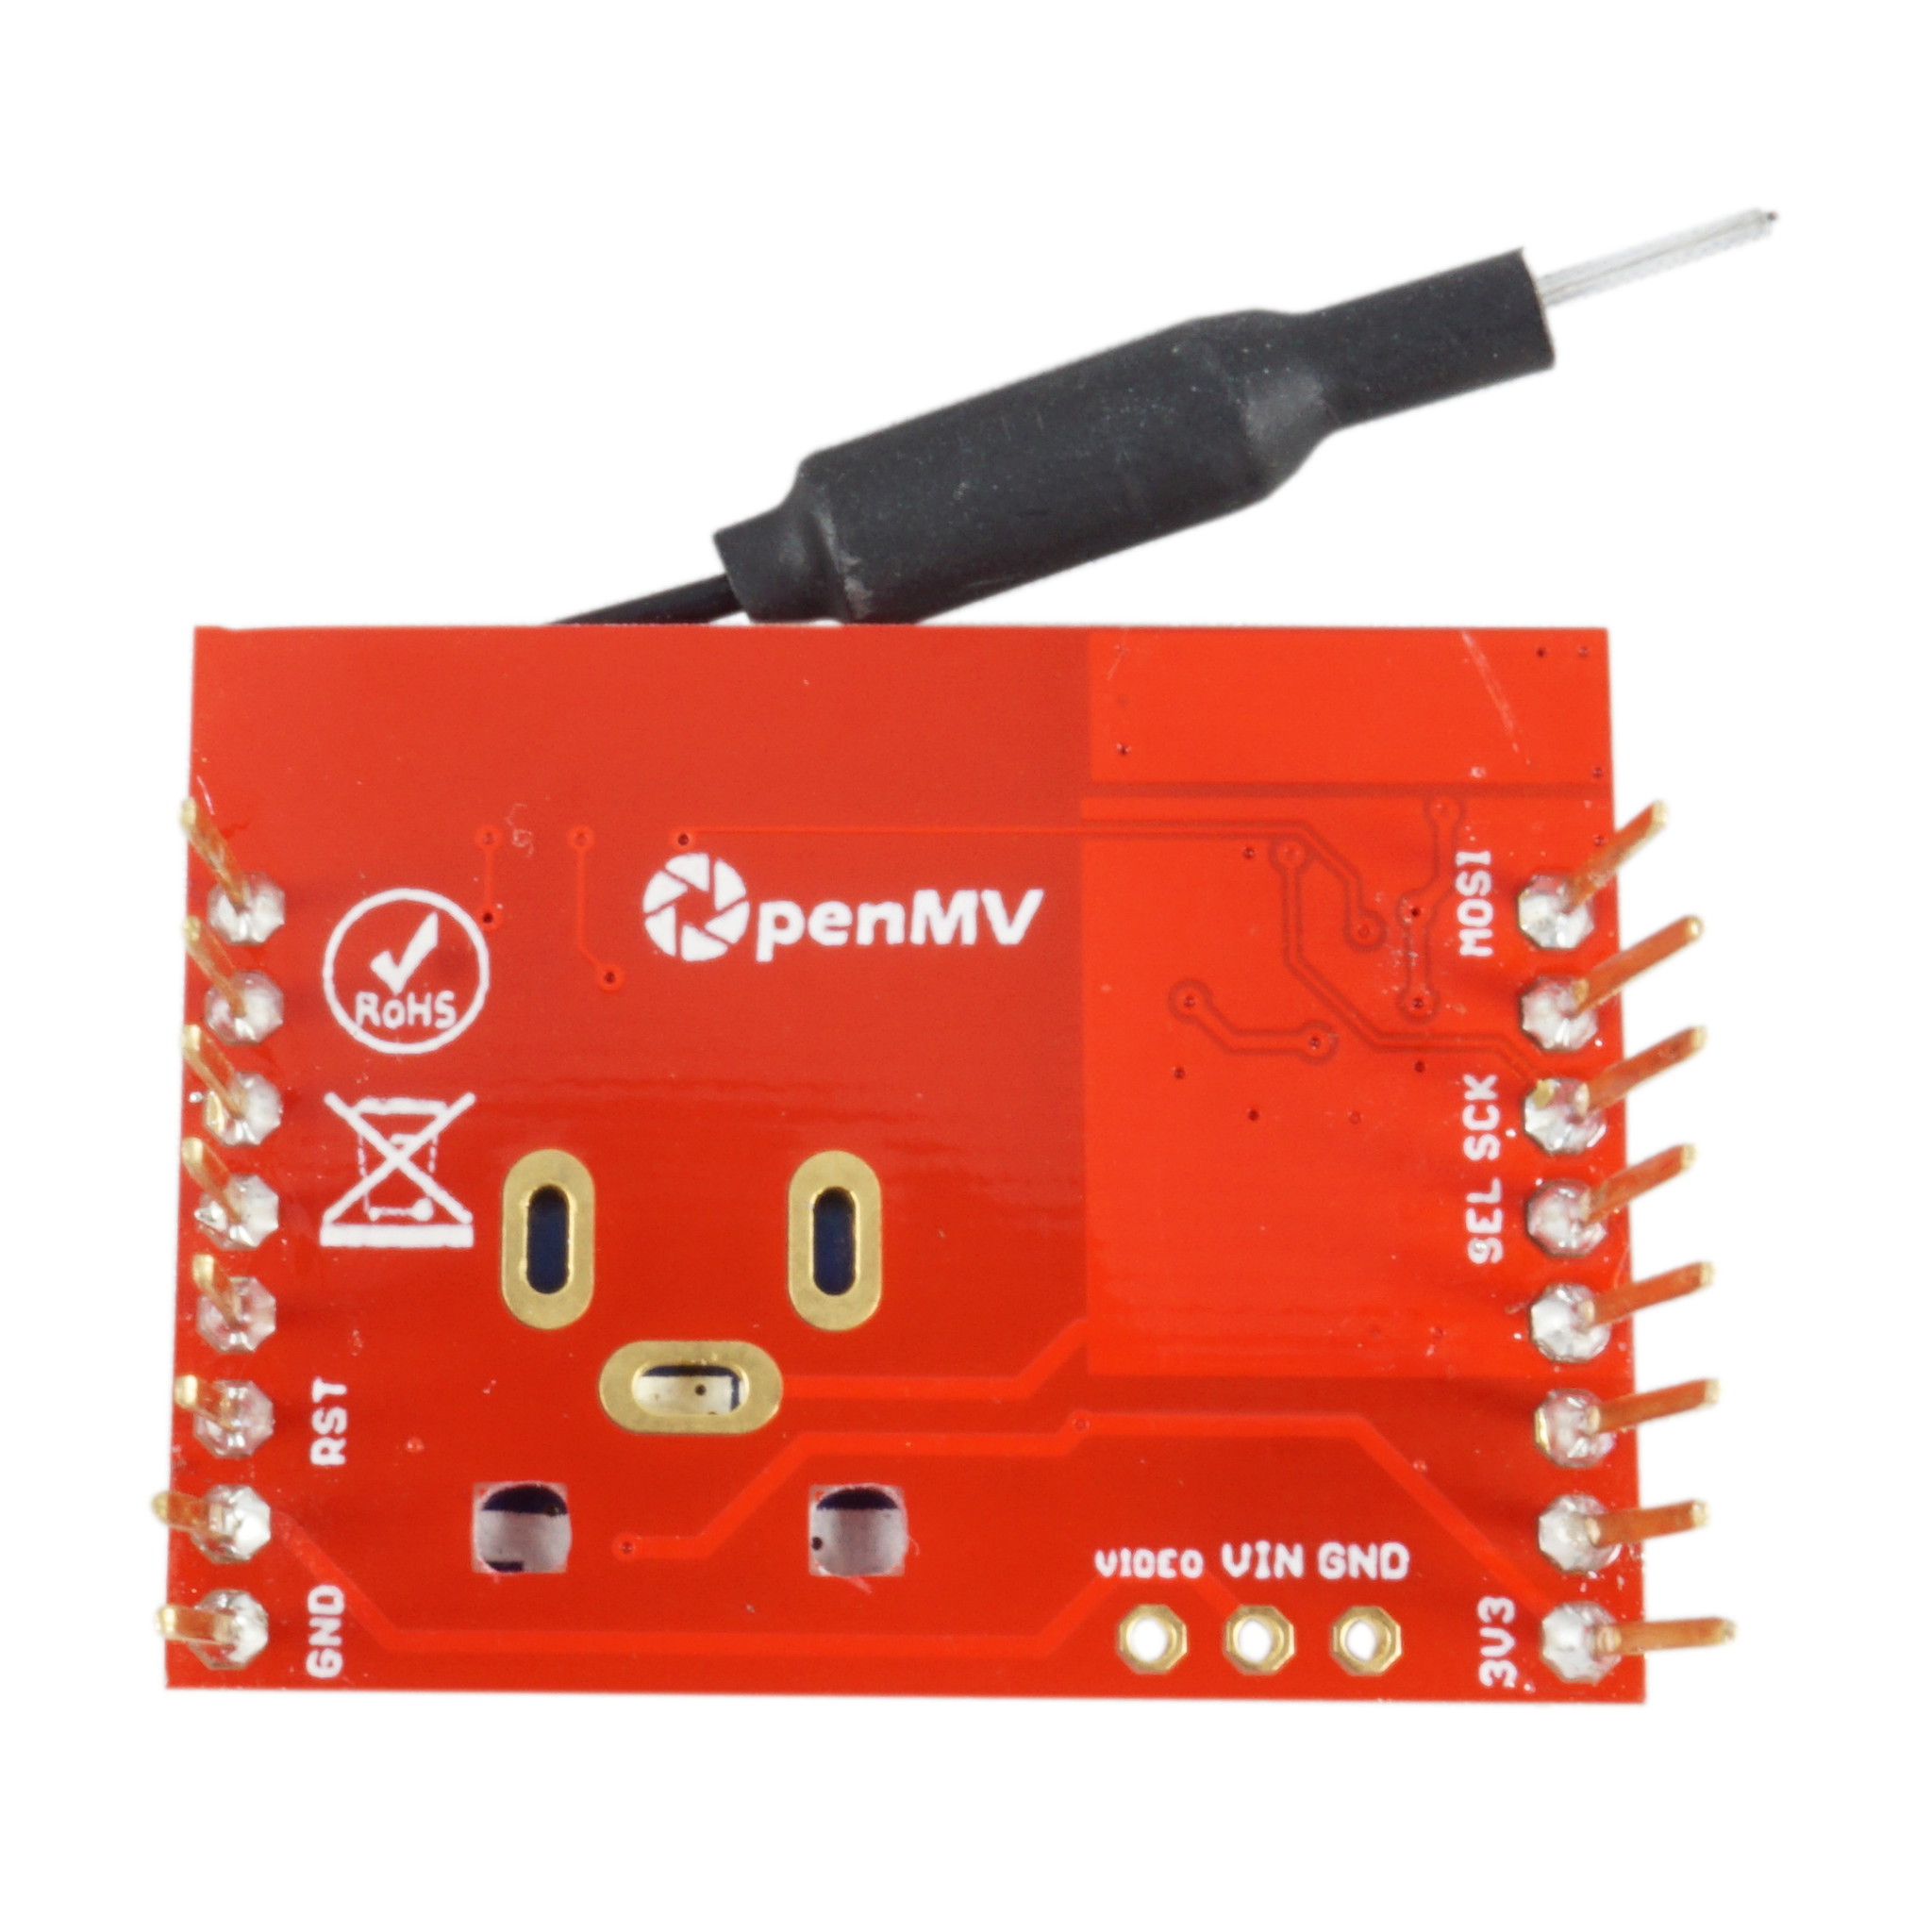 OpenMV
RoHS
MOSI
SCK
SEL
RST
GND
VIDEO VIN GND
3V3